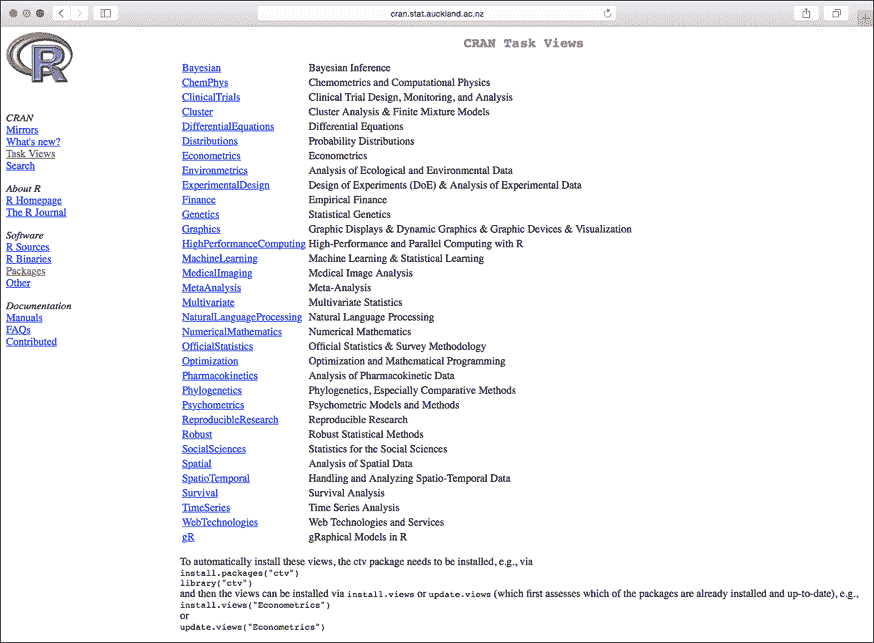 cran.stat.auckland.ac.nz
R
CRAN
Mirrors
What's new?
Task Views
Search
About R
R Homepage
The R Journal
Software
R Sources
R Binaries
Packages
Other
Documentation
Manuals
FAQs
Contributed
CRAN Task Views
Bayesian Bayesian Inference
ChemPhys Chemometrics and Computational Physics
ClinicalTrials Clinical Trial Design, Monitoring, and Analysis
Cluster Cluster Analysis & Finite Mixture Models
DifferentialEquations Differential Equations
Distributions Probability Distributions
Econometrics Econometrics
Environmetrics Analysis of Ecological and Environmental Data
ExperimentalDesign Design of Experiments (DoE) & Analysis of Experimental Data
Finance Empirical Finance
Genetics Statistical Genetics
Graphics Graphic Displays & Dynamic Graphics & Graphic Devices & Visualization
HighPerformanceComputing High-Performance and Parallel Computing with R
MachineLearning Machine Learning & Statistical Learning
MedicalImaging Medical Image Analysis
MetaAnalysis Meta-Analysis
Multivariate Multivariate Statistics
NaturalLanguageProcessing Natural Language Processing
NumericalMathematics Numerical Mathematics
OfficialStatistics Official Statistics & Survey Methodology
Optimization Optimization and Mathematical Programming
Pharmacokinetics Analysis of Pharmacokinetic Data
Phylogenetics Phylogenetics, Especially Comparative Methods
Psychometrics Psychometric Models and Methods
ReproducibleResearch Reproducible Research
Robust Robust Statistical Methods
SocialSciences Statistics for the Social Sciences
Spatial Analysis of Spatial Data
SpatioTemporal Handling and Analyzing Spatio-Temporal Data
Survival Survival Analysis
TimeSeries Time Series Analysis
WebTechnologies Web Technologies and Services
gR gRaphical Models in R
To automatically install these views, the ctv package needs to be installed, e.g., via
install.packages("ctv")
library("ctv")
and then the views can be installed via install.views or update.views (which first assesses which of the packages are already installed and up-to-date), e.g.,
install.views("Econometrics")
or
update.views("Econometrics")